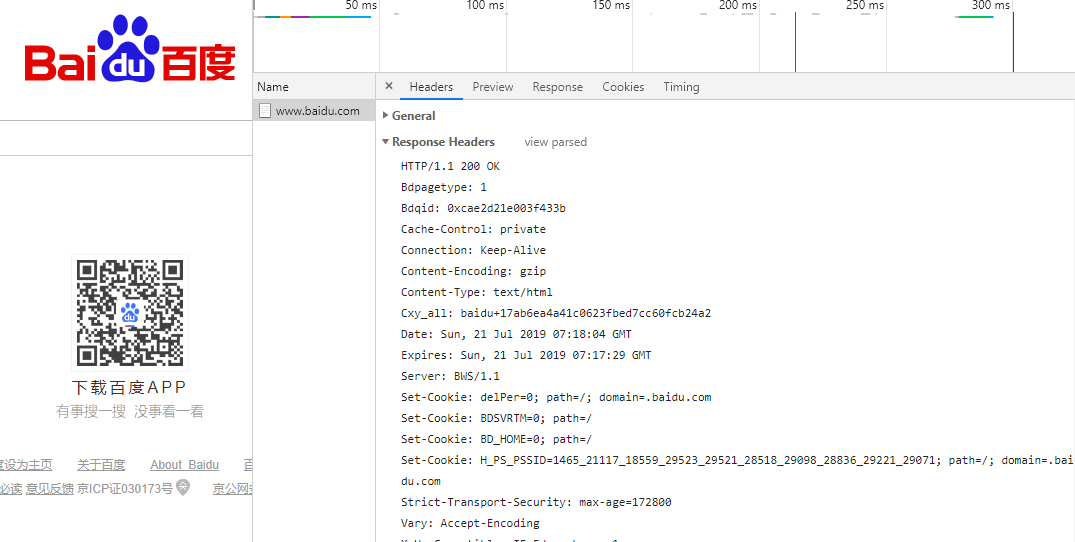 Bai du 百度
du
下载百度APP
有事搜一搜 没事看一看
度设为主页 关于百度 About Baidu 百
必读 意见反馈 京ICP证030173号 京公网安
50 ms 100 ms 150 ms 200 ms 250 ms 300 ms
Name
www.baidu.com
× Headers Preview Response Cookies Timing
General
Response Headers view parsed
HTTP/1.1 200 OK
Bdpagetype: 1
Bdqid: 0xcae2d21e003f433b
Cache-Control: private
Connection: Keep-Alive
Content-Encoding: gzip
Content-Type: text/html
Cxy_all: baidu+17ab6ea4a41c0623fbed7cc60fcb24a2
Date: Sun, 21 Jul 2019 07:18:04 GMT
Expires: Sun, 21 Jul 2019 07:17:29 GMT
Server: BWS/1.1
Set-Cookie: delPer=0; path=/; domain=.baidu.com
Set-Cookie: BDSVRTM=0; path=/
Set-Cookie: BD_HOME=0; path=/
Set-Cookie: H_PS_PSSID=1465_21117_18559_29523_29521_28518_29098_28836_29221_29071; path=/; domain=.bai
du.com
Strict-Transport-Security: max-age=172800
Vary: Accept-Encoding